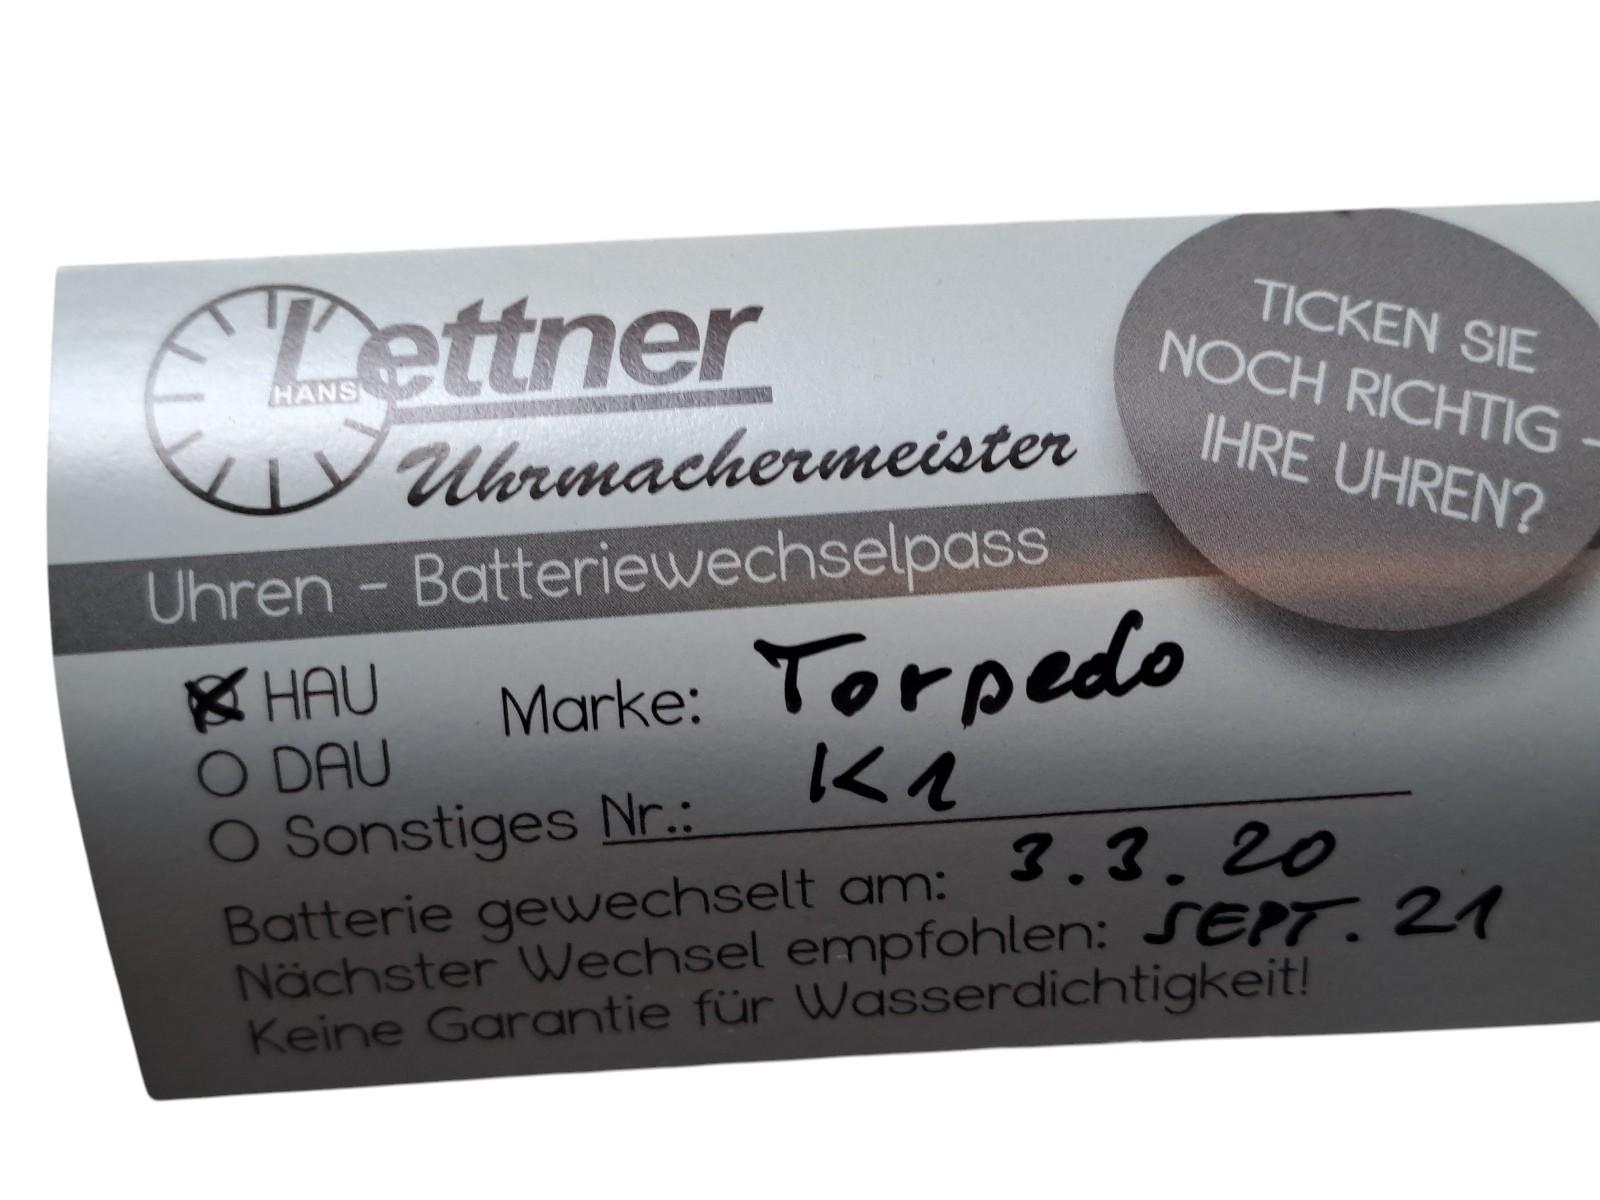 HANS Lettner
Uhrmachermeister
TICKEN SIE
NOCH RICHTIG -
IHRE UHREN?
Uhren - Batteriewechselpass
HAU
Marke: Torpedo
DAU
Sonstiges Nr.: K1
Batterie gewechselt am: 3.3.20
Nächster Wechsel empfohlen: SEPT. 21
Keine Garantie für Wasserdichtigkeit!